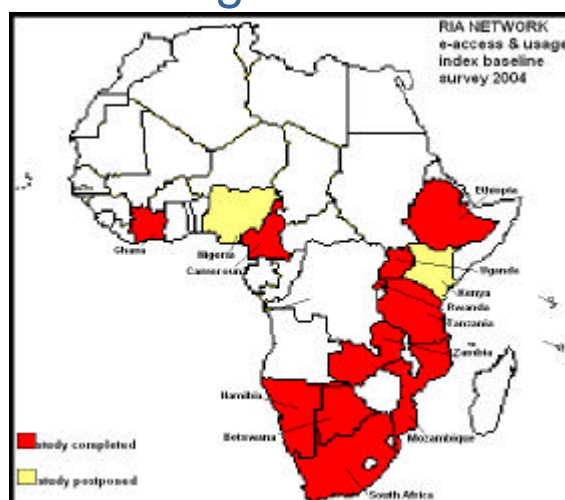 RIA NETWORK
e-access & usage
index baseline
survey 2004
Ethiopia
Ghana
Nigeria
Cameroun
Uganda
Kenya
Rwanda
Tanzania
Zambia
Namibia
Botswana
Mozambique
South Africa
study completed
study postponed